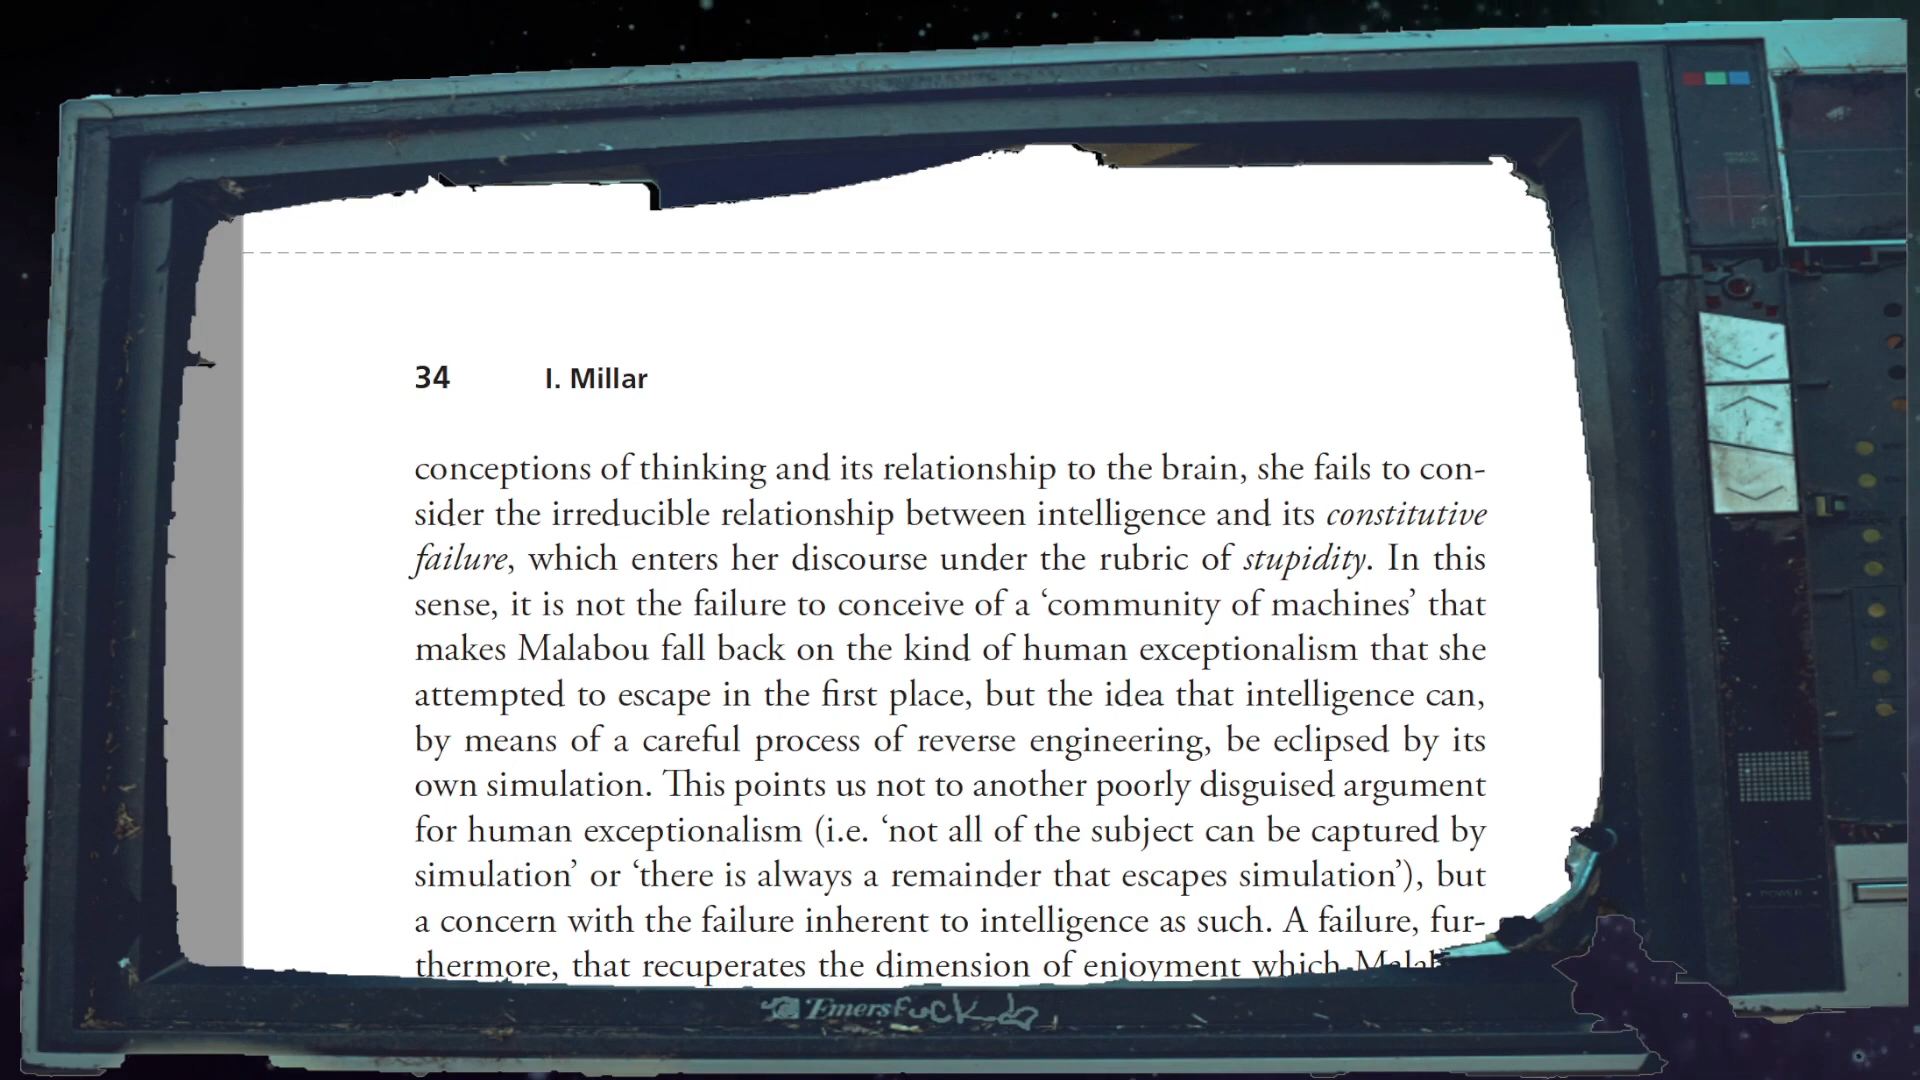 34 I. Millar
conceptions of thinking and its relationship to the brain, she fails to con-
sider the irreducible relationship between intelligence and its constitutive
failure, which enters her discourse under the rubric of stupidity. In this
sense, it is not the failure to conceive of a ‘community of machines’ that
makes Malabou fall back on the kind of human exceptionalism that she
attempted to escape in the first place, but the idea that intelligence can,
by means of a careful process of reverse engineering, be eclipsed by its
own simulation. This points us not to another poorly disguised argument
for human exceptionalism (i.e. ‘not all of the subject can be captured by
simulation’ or ‘there is always a remainder that escapes simulation’), but
a concern with the failure inherent to intelligence as such. A failure, fur-
thermore, that recuperates the dimension of enjoyment which
POWER